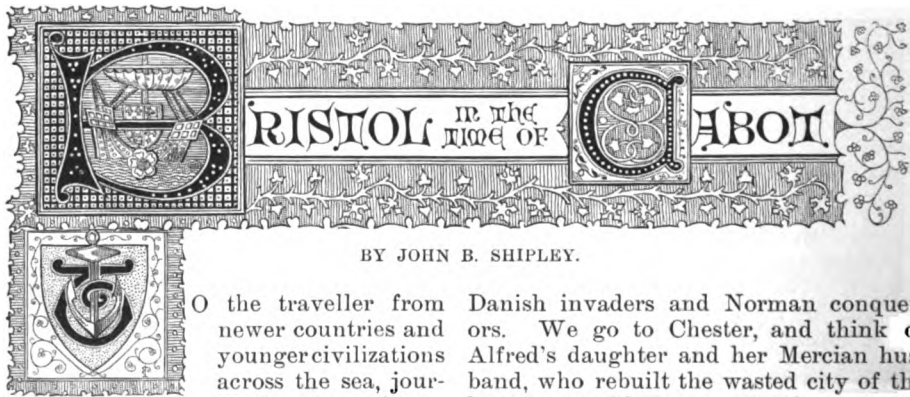 BRISTOL IN THE TIME OF CABOT
BY JOHN B. SHIPLEY.
TO the traveller from
newer countries and
younger civilizations
across the sea, jour-
Danish invaders and Norman conque
ors. We go to Chester, and think
Alfred's daughter and her Mercian hus
band, who rebuilt the wasted city of th